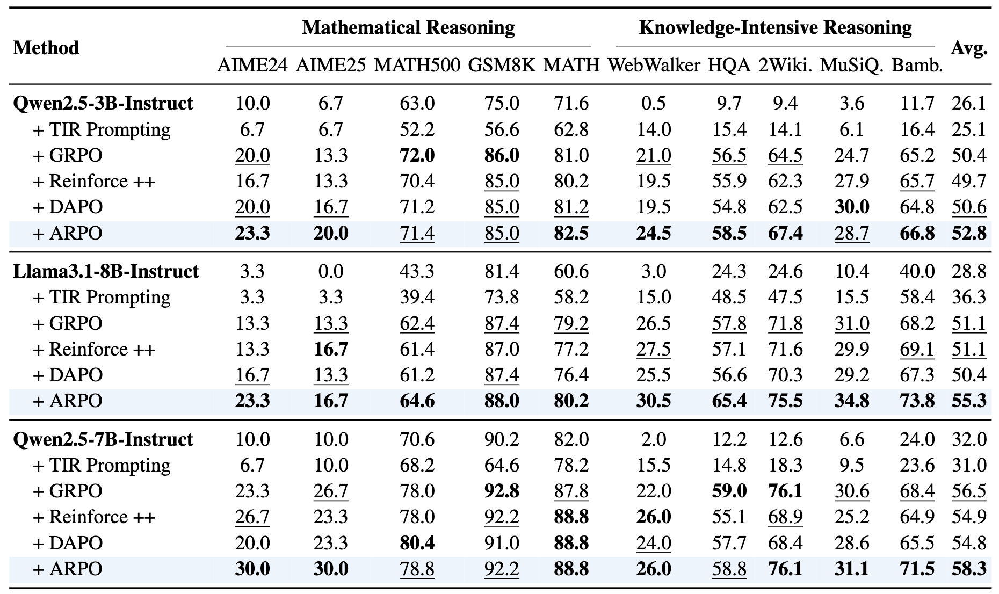 Mathematical Reasoning Knowledge-Intensive Reasoning
Method Avg.
AIME24 AIME25 MATH500 GSM8K MATH WebWalker HQA 2Wiki. MuSiQ. Bamb.
Qwen2.5-3B-Instruct 10.0 6.7 63.0 75.0 71.6 0.5 9.7 9.4 3.6 11.7 26.1
+ TIR Prompting 6.7 6.7 52.2 56.6 62.8 14.0 15.4 14.1 6.1 16.4 25.1
+ GRPO 20.0 13.3 72.0 86.0 81.0 21.0 56.5 64.5 24.7 65.2 50.4
+ Reinforce ++ 16.7 13.3 70.4 85.0 80.2 19.5 55.9 62.3 27.9 65.7 49.7
+ DAPO 20.0 16.7 71.2 85.0 81.2 19.5 54.8 62.5 30.0 64.8 50.6
+ ARPO 23.3 20.0 71.4 85.0 82.5 24.5 58.5 67.4 28.7 66.8 52.8
Llama3.1-8B-Instruct 3.3 0.0 43.3 81.4 60.6 3.0 24.3 24.6 10.4 40.0 28.8
+ TIR Prompting 3.3 3.3 39.4 73.8 58.2 15.0 48.5 47.5 15.5 58.4 36.3
+ GRPO 13.3 13.3 62.4 87.4 79.2 26.5 57.8 71.8 31.0 68.2 51.1
+ Reinforce ++ 13.3 16.7 61.4 87.0 77.2 27.5 57.1 71.6 29.9 69.1 51.1
+ DAPO 16.7 13.3 61.2 87.4 76.4 25.5 56.6 70.3 29.2 67.3 50.4
+ ARPO 23.3 16.7 64.6 88.0 80.2 30.5 65.4 75.5 34.8 73.8 55.3
Qwen2.5-7B-Instruct 10.0 10.0 70.6 90.2 82.0 2.0 12.2 12.6 6.6 24.0 32.0
+ TIR Prompting 6.7 10.0 68.2 64.6 78.2 15.5 14.8 18.3 9.5 23.6 31.0
+ GRPO 23.3 26.7 78.0 92.8 87.8 22.0 59.0 76.1 30.6 68.4 56.5
+ Reinforce ++ 26.7 23.3 78.0 92.2 88.8 26.0 55.1 68.9 25.2 64.9 54.9
+ DAPO 20.0 23.3 80.4 91.0 88.8 24.0 57.7 68.4 28.6 65.5 54.8
+ ARPO 30.0 30.0 78.8 92.2 88.8 26.0 58.8 76.1 31.1 71.5 58.3